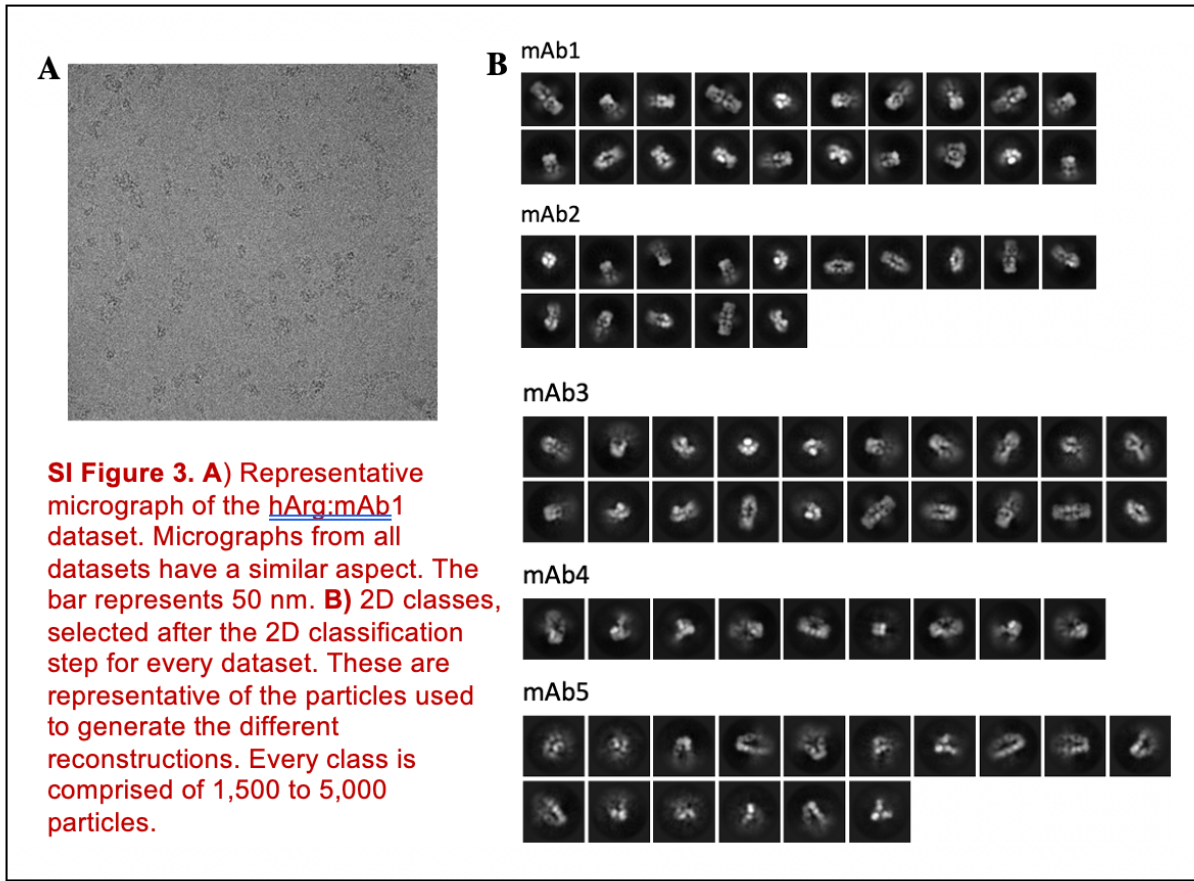 A
B
mAb1
mAb2
mAb3
mAb4
mAb5
SI Figure 3. A) Representative
micrograph of the hArg:mAb1
dataset. Micrographs from all
datasets have a similar aspect. The
bar represents 50 nm. B) 2D classes,
selected after the 2D classification
step for every dataset. These are
representative of the particles used
to generate the different
reconstructions. Every class is
comprised of 1,500 to 5,000
particles.